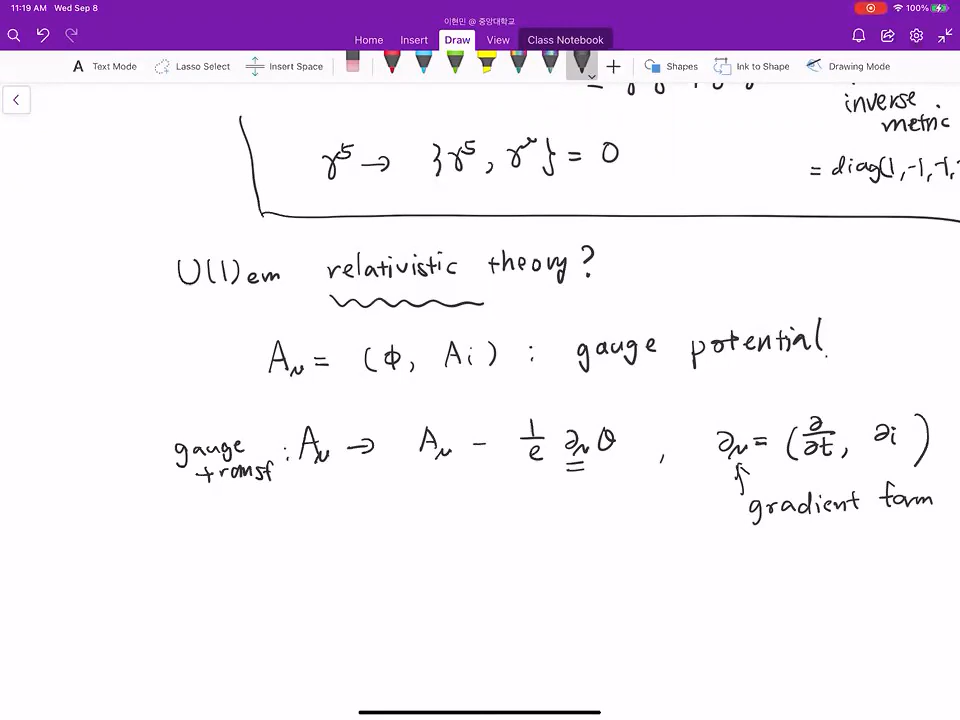 11:19 AM Wed Sep 8
100%
이현민 @ 중앙대학교
Home Insert Draw View Class Notebook
A Text Mode Lasso Select Insert Space Shapes Ink to Shape Drawing Mode
inverse
metric
γ⁵ → {γ⁵, γ^μ} = 0
= diag(1,-1,-1,-
U(1)em relativistic theory?
A_μ = (Φ, A_i) : gauge potential.
gauge transf : A_μ → A_μ - 1/e ∂_μ θ , ∂_μ = (∂/∂t, ∂_i)
gradient form